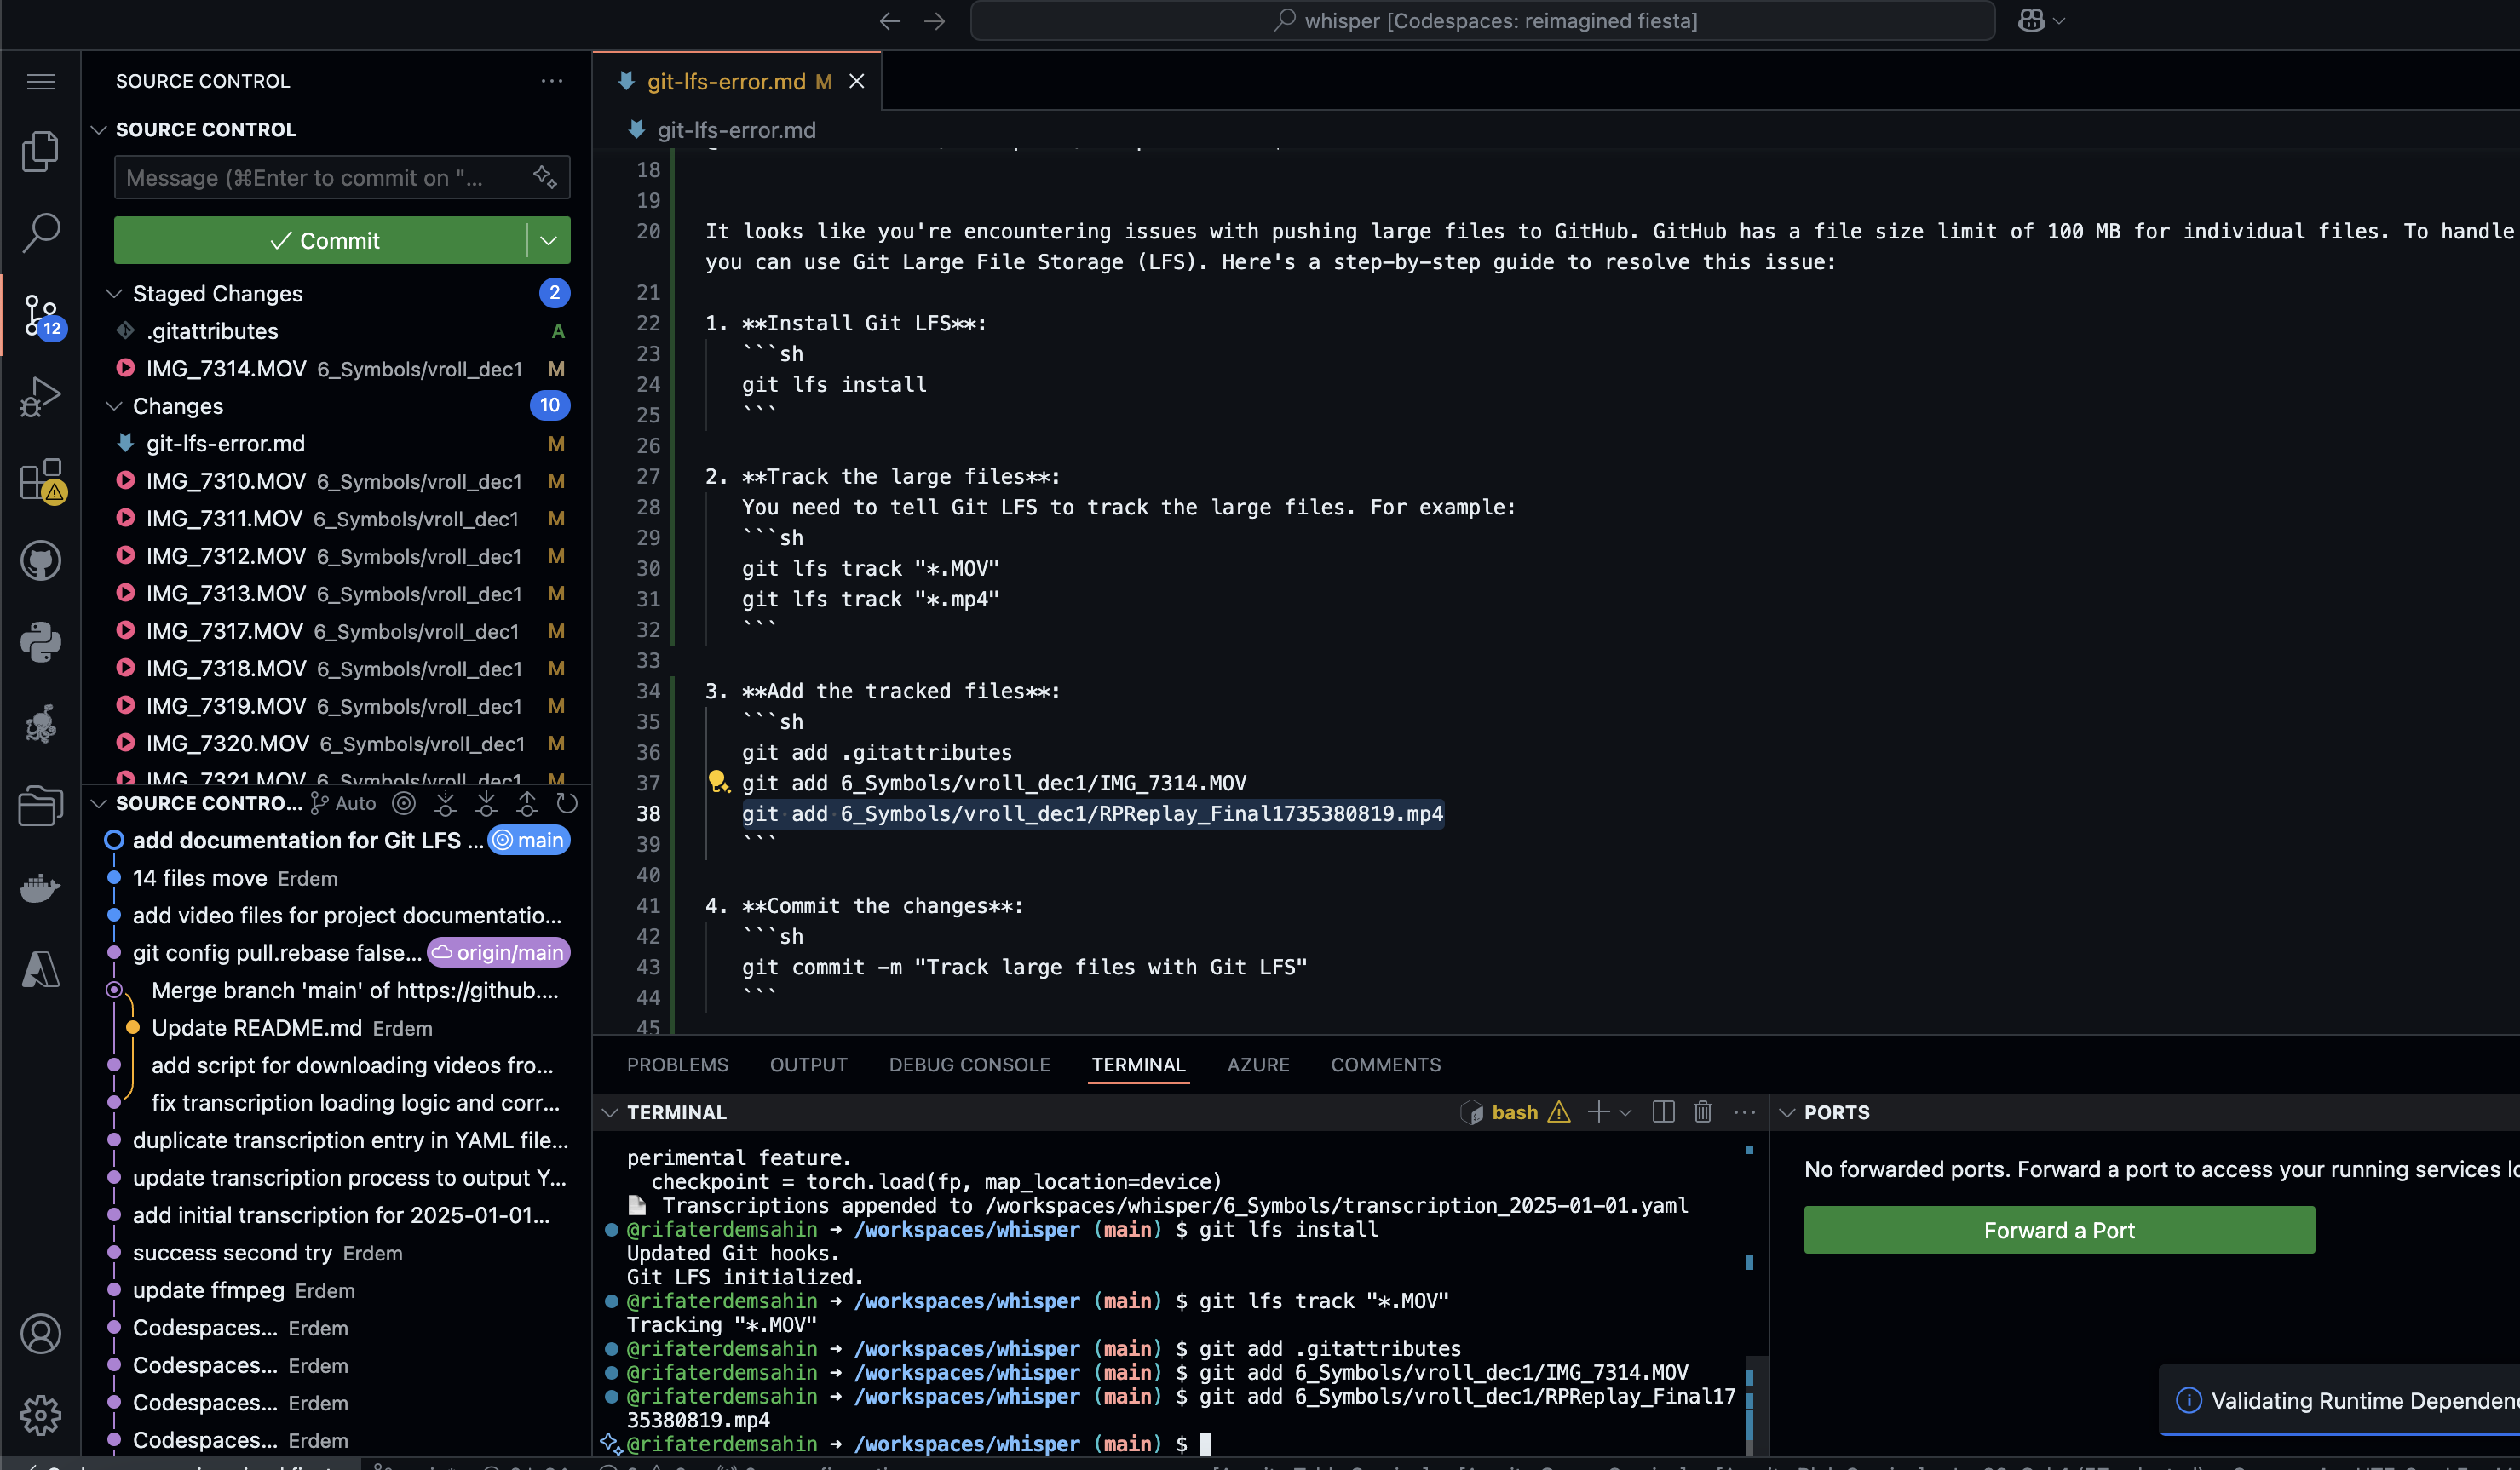 whisper [Codespaces: reimagined fiesta]
SOURCE CONTROL
SOURCE CONTROL
Message (⌘Enter to commit on "...
Commit
Staged Changes 2
.gitattributes A
IMG_7314.MOV 6_Symbols/vroll_dec1 M
Changes 10
git-lfs-error.md M
IMG_7310.MOV 6_Symbols/vroll_dec1 M
IMG_7311.MOV 6_Symbols/vroll_dec1 M
IMG_7312.MOV 6_Symbols/vroll_dec1 M
IMG_7313.MOV 6_Symbols/vroll_dec1 M
IMG_7317.MOV 6_Symbols/vroll_dec1 M
IMG_7318.MOV 6_Symbols/vroll_dec1 M
IMG_7319.MOV 6_Symbols/vroll_dec1 M
IMG_7320.MOV 6_Symbols/vroll_dec1 M
IMG_7321.MOV 6_Symbols/vroll_dec1 M
12
SOURCE CONTRO... Auto
add documentation for Git LFS ... main
14 files move Erdem
add video files for project documentatio...
git config pull.rebase false... origin/main
Merge branch 'main' of https://github....
Update README.md Erdem
add script for downloading videos fro...
fix transcription loading logic and corr...
duplicate transcription entry in YAML file...
update transcription process to output Y...
add initial transcription for 2025-01-01...
success second try Erdem
update ffmpeg Erdem
Codespaces... Erdem
Codespaces... Erdem
Codespaces... Erdem
Codespaces... Erdem
git-lfs-error.md M
git-lfs-error.md
18
19
20 It looks like you're encountering issues with pushing large files to GitHub. GitHub has a file size limit of 100 MB for individual files. To handle
you can use Git Large File Storage (LFS). Here's a step-by-step guide to resolve this issue:
21
22 1. **Install Git LFS**:
23 ```sh
24 git lfs install
25 ```
26
27 2. **Track the large files**:
28 You need to tell Git LFS to track the large files. For example:
29 ```sh
30 git lfs track "*.MOV"
31 git lfs track "*.mp4"
32 ```
33
34 3. **Add the tracked files**:
35 ```sh
36 git add .gitattributes
37 git add 6_Symbols/vroll_dec1/IMG_7314.MOV
38 git add 6_Symbols/vroll_dec1/RPReplay_Final1735380819.mp4
39 ```
40
41 4. **Commit the changes**:
42 ```sh
43 git commit -m "Track large files with Git LFS"
44 ```
45
PROBLEMS OUTPUT DEBUG CONSOLE TERMINAL AZURE COMMENTS
TERMINAL bash
perimental feature.
checkpoint = torch.load(fp, map_location=device)
Transcriptions appended to /workspaces/whisper/6_Symbols/transcription_2025-01-01.yaml
@rifaterdemsahin ➜ /workspaces/whisper (main) $ git lfs install
Updated Git hooks.
Git LFS initialized.
@rifaterdemsahin ➜ /workspaces/whisper (main) $ git lfs track "*.MOV"
Tracking "*.MOV"
@rifaterdemsahin ➜ /workspaces/whisper (main) $ git add .gitattributes
@rifaterdemsahin ➜ /workspaces/whisper (main) $ git add 6_Symbols/vroll_dec1/IMG_7314.MOV
@rifaterdemsahin ➜ /workspaces/whisper (main) $ git add 6_Symbols/vroll_dec1/RPReplay_Final17
35380819.mp4
@rifaterdemsahin ➜ /workspaces/whisper (main) $
PORTS
No forwarded ports. Forward a port to access your running services
Forward a Port
Validating Runtime